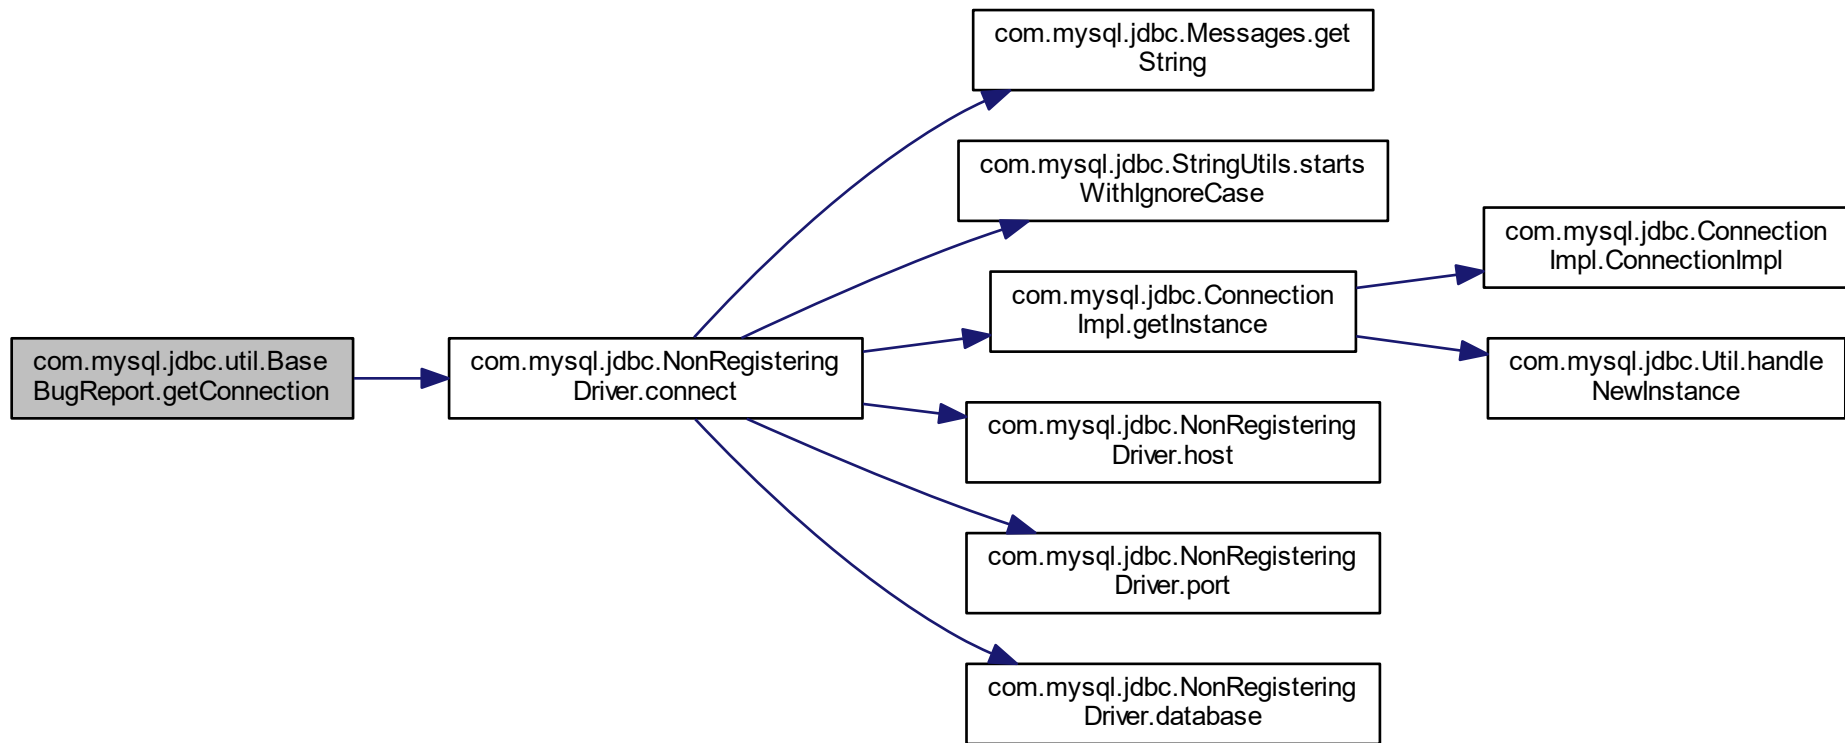 com.mysql.jdbc.Messages.get
String
com.mysql.jdbc.StringUtils.starts
WithIgnoreCase
com.mysql.jdbc.Connection
Impl.ConnectionImpl
com.mysql.jdbc.Connection
Impl.getInstance
com.mysql.jdbc.util.Base
BugReport.getConnection
com.mysql.jdbc.NonRegistering
Driver.connect
com.mysql.jdbc.Util.handle
NewInstance
com.mysql.jdbc.NonRegistering
Driver.host
com.mysql.jdbc.NonRegistering
Driver.port
com.mysql.jdbc.NonRegistering
Driver.database